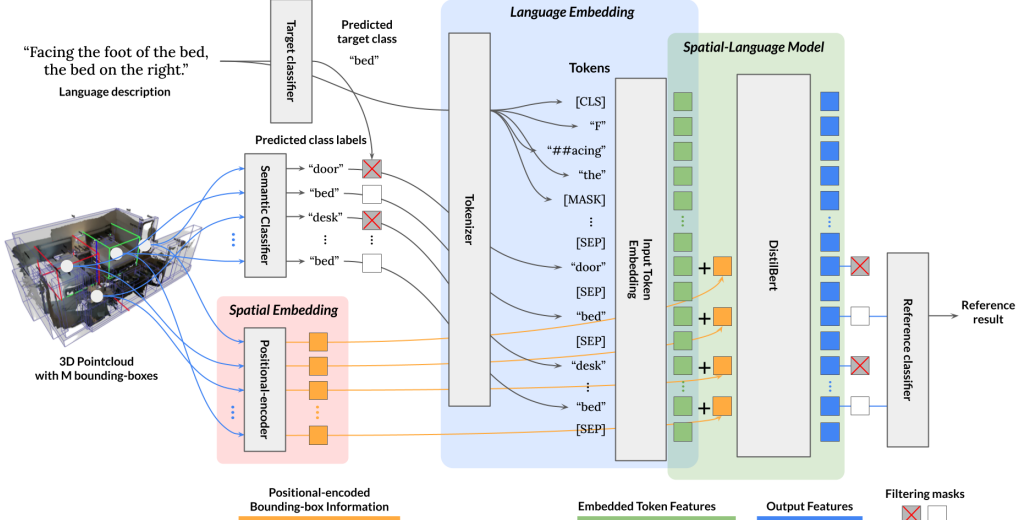 Language Embedding
Spatial-Language Model
Predicted
target class
"bed"
Target classifier
"Facing the foot of the bed,
the bed on the right."
Language description
Tokens
[CLS]
"F"
"##acing"
"the"
[MASK]
⋮
[SEP]
"door"
[SEP]
"bed"
[SEP]
"desk"
⋮
"bed"
[SEP]
Predicted class labels
Semantic Classifier
"door"
"bed"
"desk"
⋮
"bed"
Tokenizer
Input Token
Embedding
DistilBert
+
+
+
+
Reference classifier
Reference
result
3D Pointcloud
with M bounding-boxes
Spatial Embedding
Positional-encoder
Positional-encoded
Bounding-box Information
Embedded Token Features
Output Features
Filtering masks